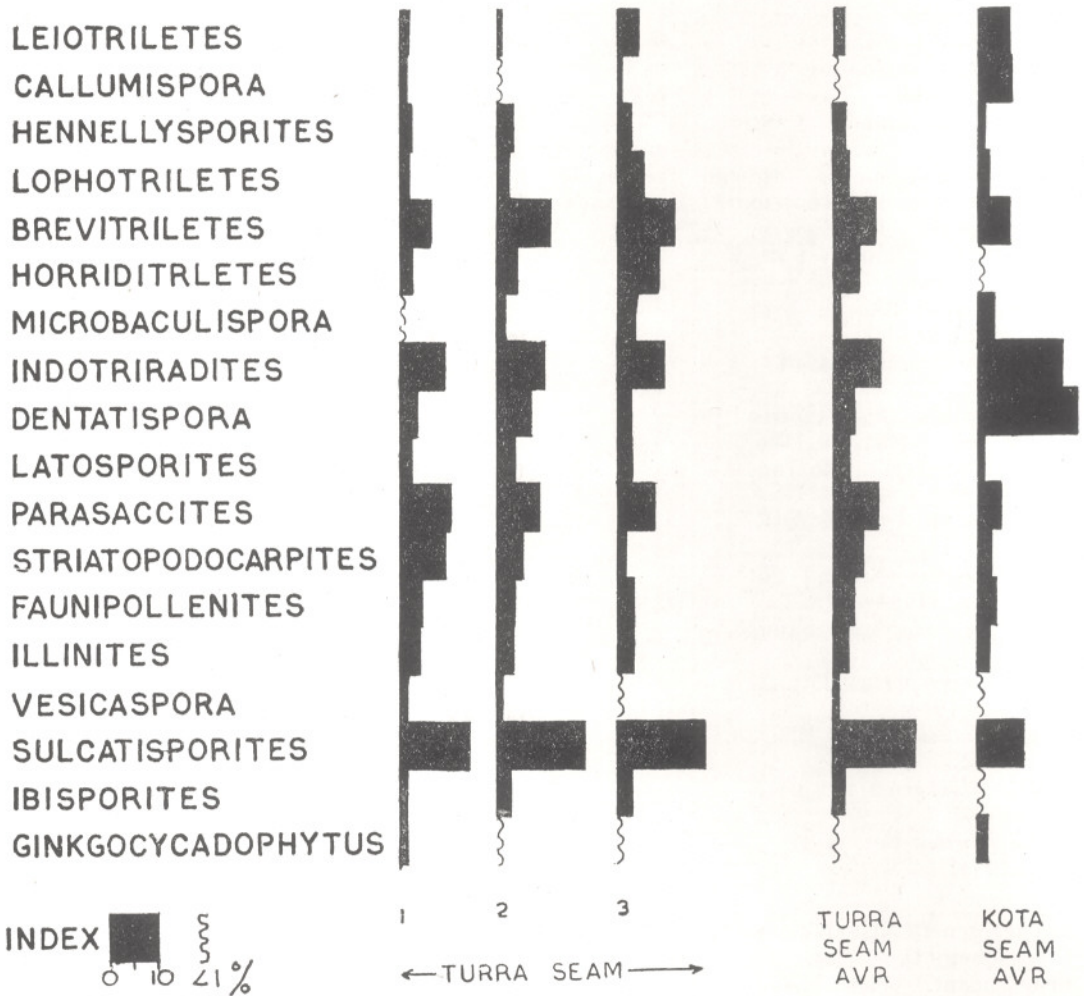 LEIOTRILETES
CALLUMISPORA
HENNELLYSPORITES
LOPHOTRILETES
BREVITRILETES
HORRIDITRLETES
MICROBACULISPORA
INDOTRIRADITES
DENTATISPORA
LATOSPORITES
PARASACCITES
STRIATOPODOCARPITES
FAUNIPOLLENITES
ILLINITES
VESICASPORA
SULCATISPORITES
IBISPORITES
GINKGOCYCADOPHYTUS
1 2 3
←TURRA SEAM→
TURRA
SEAM
AVR
KOTA
SEAM
AVR
INDEX
0 10 <1%